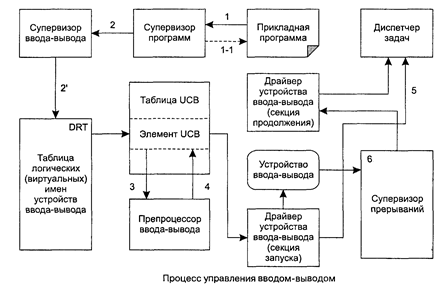 Супервизор
ввода-вывода
2
Супервизор
программ
1
1-1
Прикладная
программа
Диспетчер
задач
2'
DRT
Таблица
логических
(виртуальных)
имен
устройств
ввода-вывода
Таблица UCB
Элемент UCB
3
4
Препроцессор
ввода-вывода
Драйвер
устройства
ввода-вывода
(секция
продолжения)
5
Устройство
ввода-вывода
Драйвер
устройства
ввода-вывода
(секция
запуска)
6
Супервизор
прерываний
Процесс управления вводом-выводом